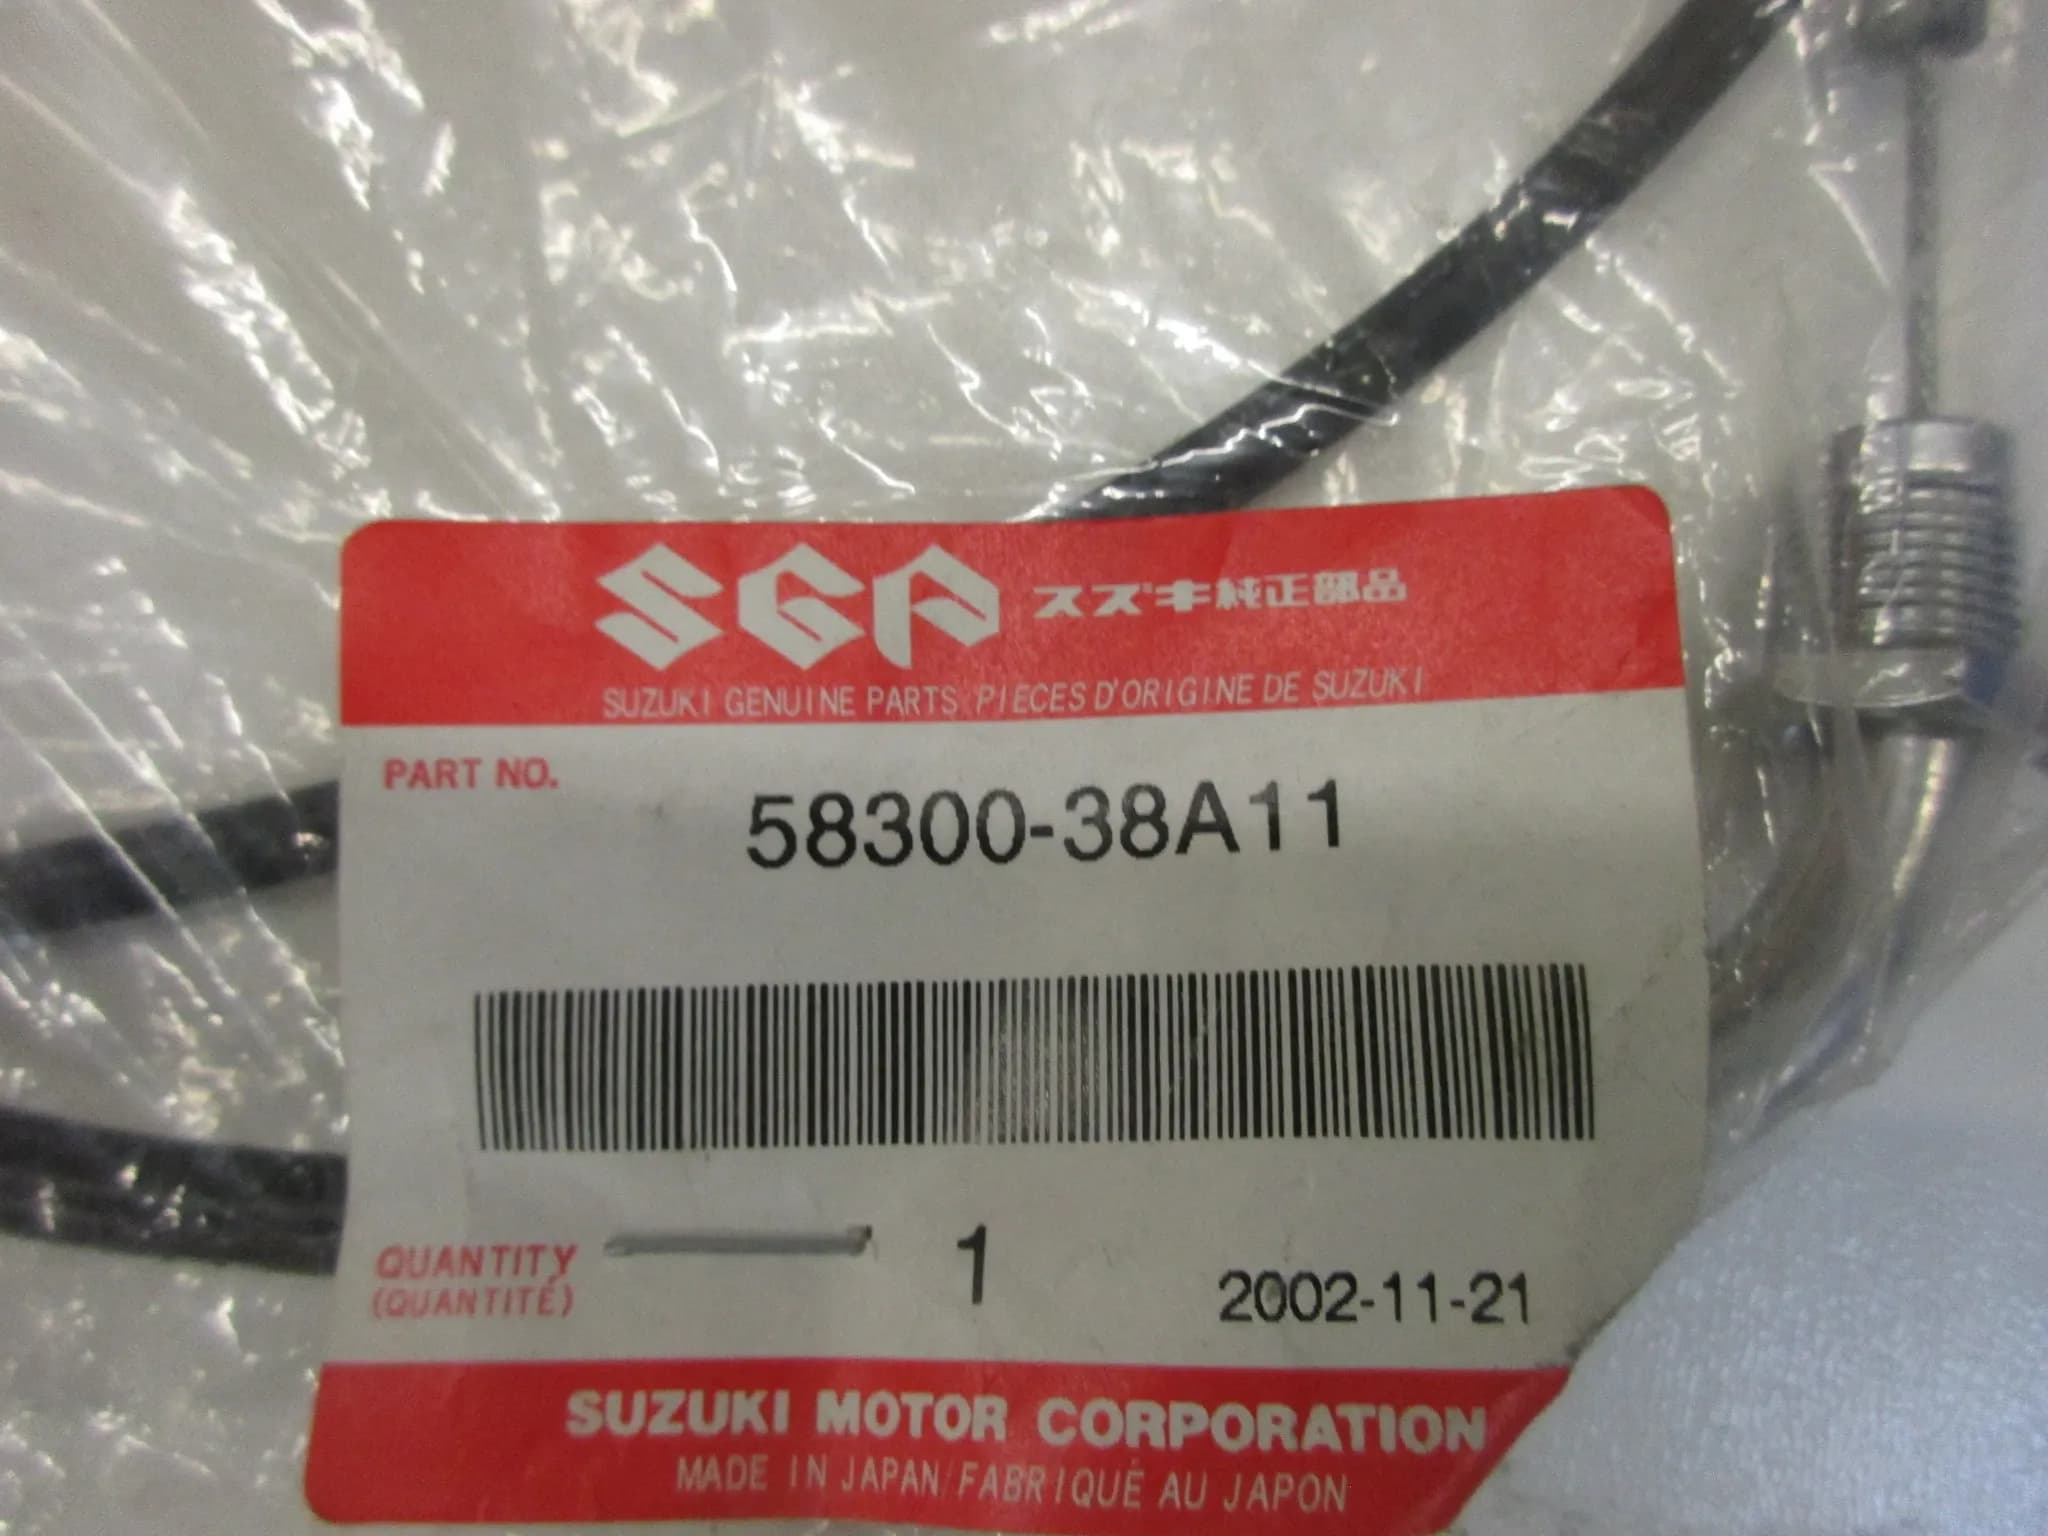 SGP スズキ純正部品
SUZUKI GENUINE PARTS / PIECES D'ORIGINE DE SUZUKI
PART NO.
58300-38A11
QUANTITY
(QUANTITÉ)
1
2002-11-21
SUZUKI MOTOR CORPORATION
MADE IN JAPAN / FABRIQUÉ AU JAPON